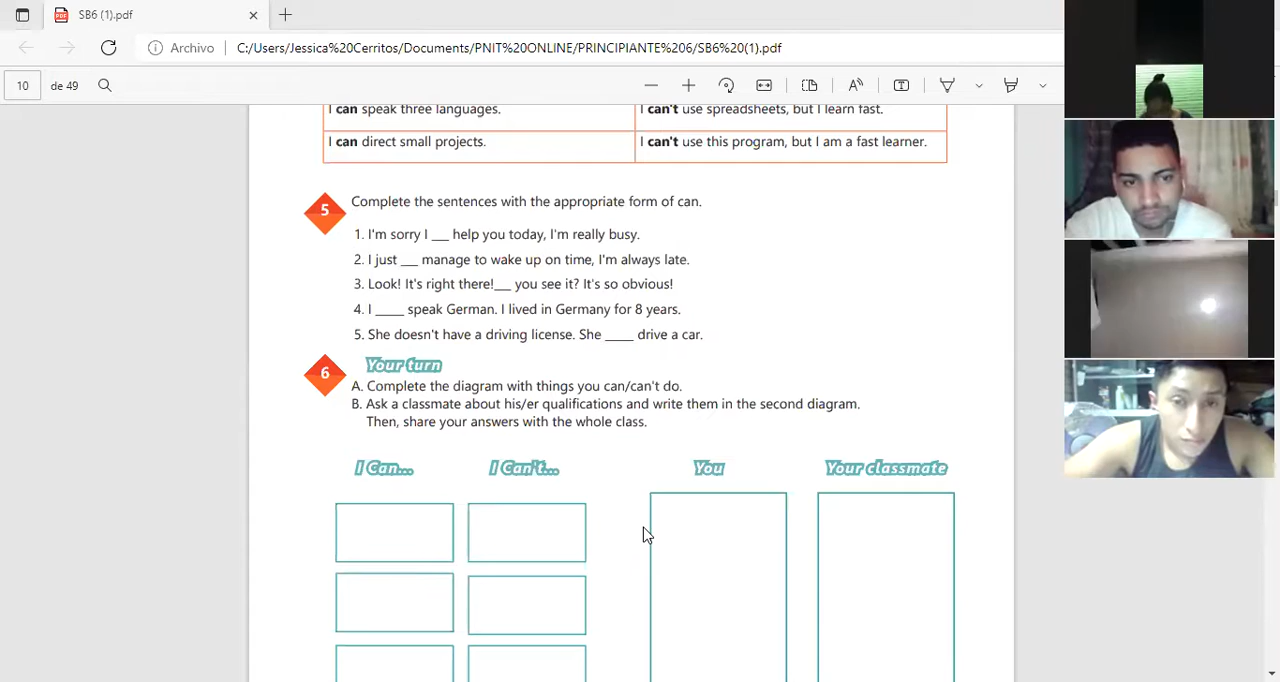 SB6 (1).pdf
Archivo C:/Users/Jessica%20Cerritos/Documents/PNIT%20ONLINE/PRINCIPIANTE%206/SB6%20(1).pdf
10 de 49
I can speak three languages. I can't use spreadsheets, but I learn fast.
I can direct small projects. I can't use this program, but I am a fast learner.
5 Complete the sentences with the appropriate form of can.
1. I'm sorry I ___ help you today, I'm really busy.
2. I just ___ manage to wake up on time, I'm always late.
3. Look! It's right there!___ you see it? It's so obvious!
4. I _____ speak German. I lived in Germany for 8 years.
5. She doesn't have a driving license. She _____ drive a car.
6 Your turn
A. Complete the diagram with things you can/can't do.
B. Ask a classmate about his/er qualifications and write them in the second diagram.
Then, share your answers with the whole class.
I Can... I Can't... You Your classmate